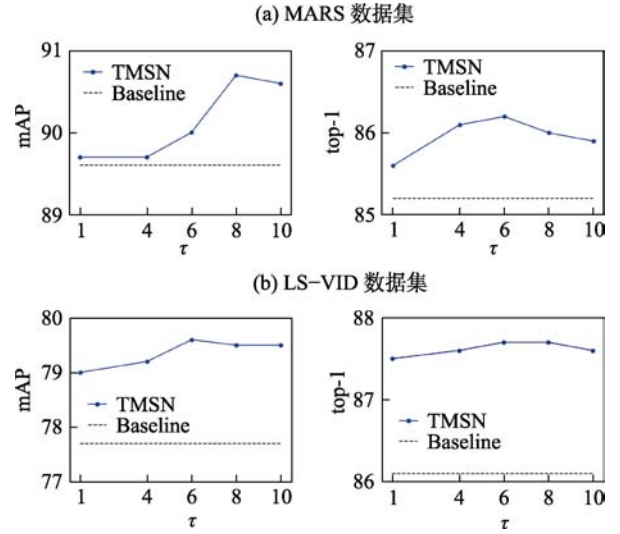 (a) MARS 数据集
91
90
89
mAP
TMSN
Baseline
1 4 6 8 10
τ
87
86
85
top-1
TMSN
Baseline
1 4 6 8 10
τ
(b) LS-VID 数据集
80
79
78
77
mAP
TMSN
Baseline
1 4 6 8 10
τ
88
87
86
top-1
TMSN
Baseline
1 4 6 8 10
τ